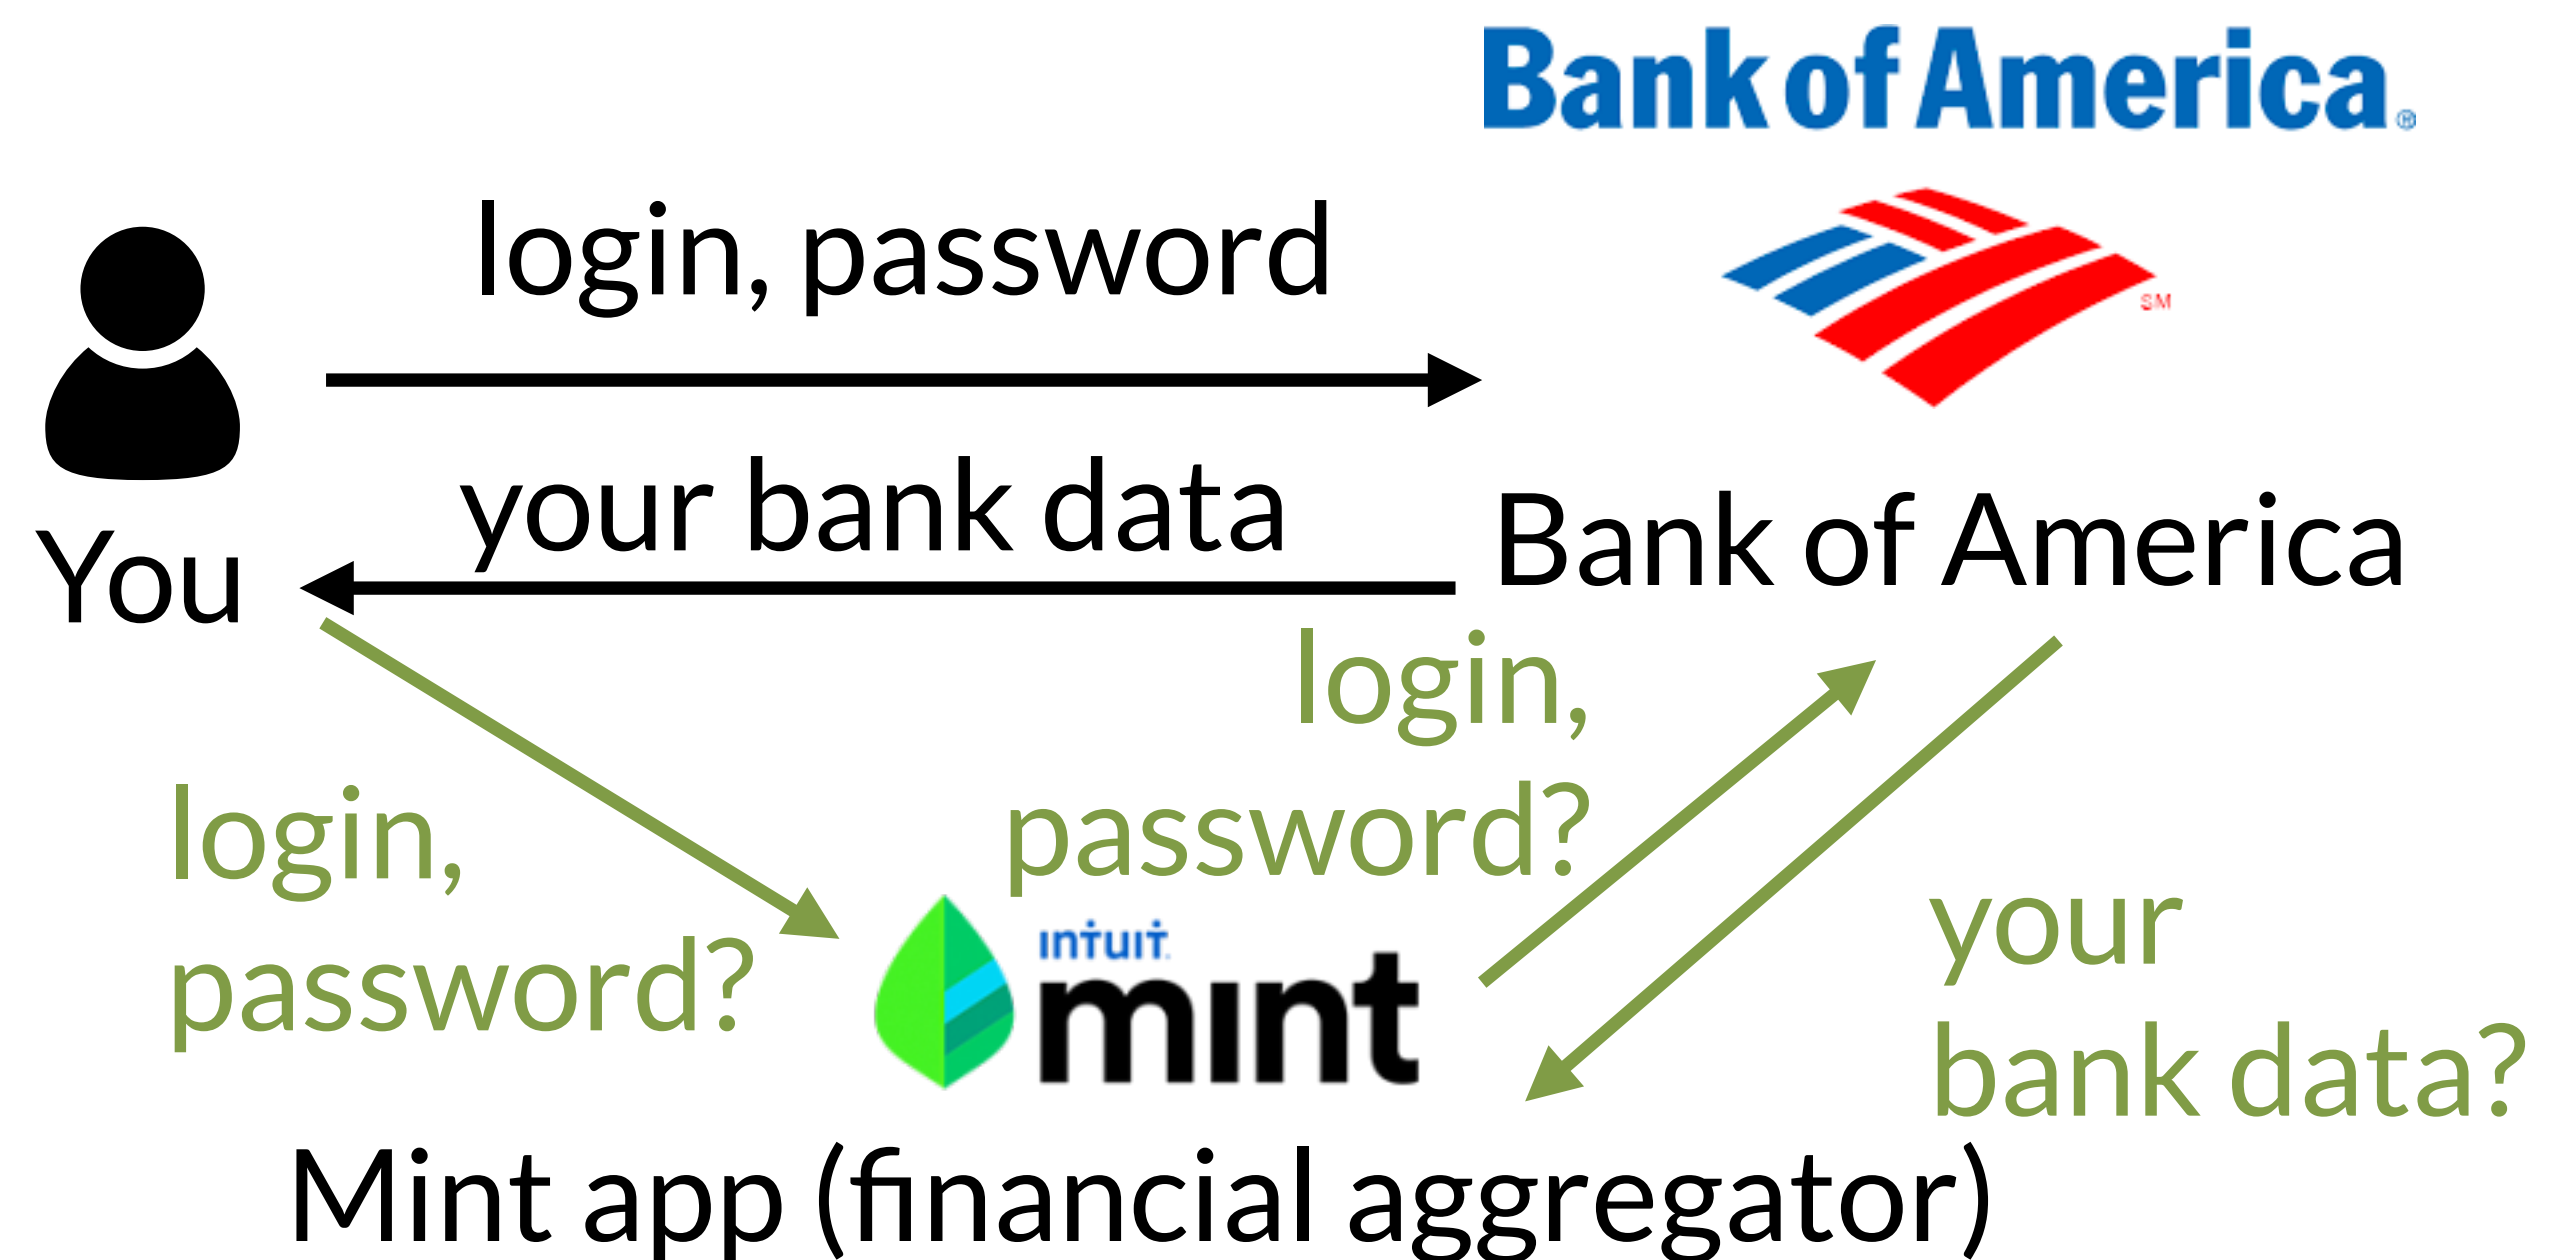 Bank of America®
login, password
SM
your bank data
You
Bank of America
login,
password?
login,
password?
intuit
mint
your
bank data?
Mint app (financial aggregator)